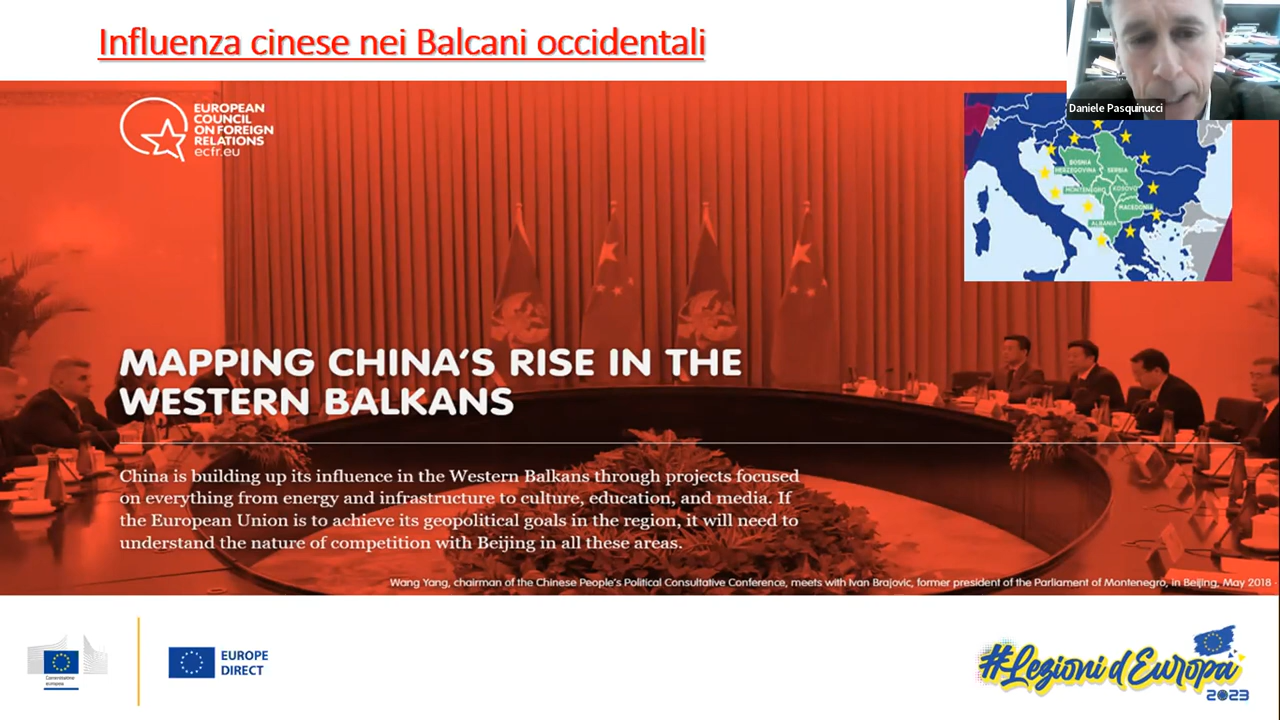 Influenza cinese nei Balcani occidentali
Daniele Pasquinucci
EUROPEAN
COUNCIL
ON FOREIGN
RELATIONS
ecfr.eu
BOSNIA
HERZEGOVINA
SERBIA
MONTENEGRO
KOSOVO
MACEDONIA
ALBANIA
MAPPING CHINA'S RISE IN THE
WESTERN BALKANS
China is building up its influence in the Western Balkans through projects focused
on everything from energy and infrastructure to culture, education, and media. If
the European Union is to achieve its geopolitical goals in the region, it will need to
understand the nature of competition with Beijing in all these areas.
Wang Yang, chairman of the Chinese People's Political Consultative Conference, meets with Ivan Brajovic, former president of the Parliament of Montenegro, in Beijing, May 2018
Commissione
europea
EUROPE
DIRECT
#Lezioni d'Europa
2023